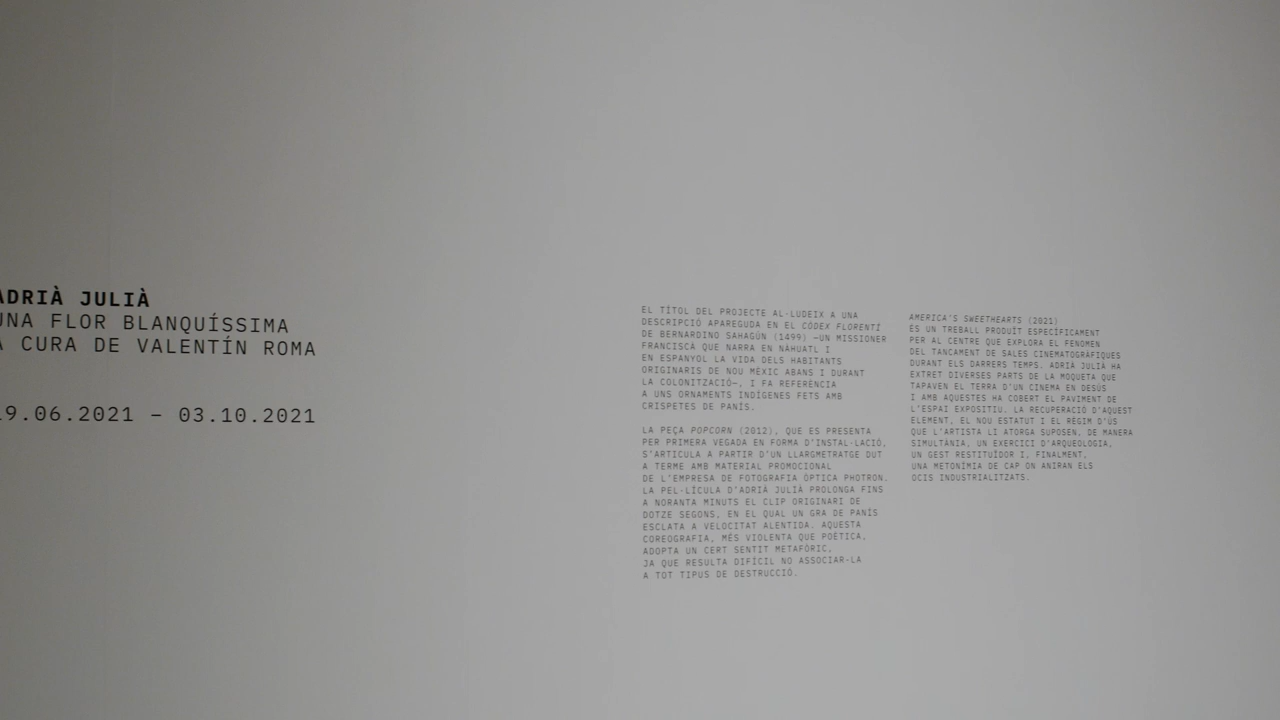 ADRIÀ JULIÀ
UNA FLOR BLANQUÍSSIMA
A CURA DE VALENTÍN ROMA
19.06.2021 – 03.10.2021
EL TÍTOL DEL PROJECTE AL·LUDEIX A UNA
DESCRIPCIÓ APAREGUDA EN EL CÒDEX FLORENTÍ
DE BERNARDINO SAHAGÚN (1499) —UN MISSIONER
FRANCISCÀ QUE NARRA EN NÀHUATL I
EN ESPANYOL LA VIDA DELS HABITANTS
ORIGINARIS DE NOU MÈXIC ABANS I DURANT
LA COLONITZACIÓ—, I FA REFERÈNCIA
A UNS ORNAMENTS INDÍGENES FETS AMB
CRISPETES DE PANÍS.
LA PEÇA POPCORN (2012), QUE ES PRESENTA
PER PRIMERA VEGADA EN FORMA D'INSTAL·LACIÓ,
S'ARTICULA A PARTIR D'UN LLARGMETRATGE DUT
A TERME AMB MATERIAL PROMOCIONAL
DE L'EMPRESA DE FOTOGRAFIA ÒPTICA PHOTRON.
LA PEL·LÍCULA D'ADRIÀ JULIÀ PROLONGA FINS
A NORANTA MINUTS EL CLIP ORIGINARI DE
DOTZE SEGONS, EN EL QUAL UN GRA DE PANÍS
ESCLATA A VELOCITAT ALENTIDA. AQUESTA
COREOGRAFIA, MÉS VIOLENTA QUE POÈTICA,
ADOPTA UN CERT SENTIT METAFÒRIC,
JA QUE RESULTA DIFÍCIL NO ASSOCIAR-LA
A TOT TIPUS DE DESTRUCCIÓ.
AMERICA'S SWEETHEARTS (2021)
ÉS UN TREBALL PRODUÏT ESPECÍFICAMENT
PER AL CENTRE QUE EXPLORA EL FENOMEN
DEL TANCAMENT DE SALES CINEMATOGRÀFIQUES
DURANT ELS DARRERS TEMPS. ADRIÀ JULIÀ HA
EXTRET DIVERSES PARTS DE LA MOQUETA QUE
TAPAVEN EL TERRA D'UN CINEMA EN DESÚS
I AMB AQUESTES HA COBERT EL PAVIMENT DE
L'ESPAI EXPOSITIU. LA RECUPERACIÓ D'AQUEST
ELEMENT, EL NOU ESTATUT I EL RÈGIM D'ÚS
QUE L'ARTISTA LI ATORGA SUPOSEN, DE MANERA
SIMULTÀNIA, UN EXERCICI D'ARQUEOLOGIA,
UN GEST RESTITUÏDOR I, FINALMENT,
UNA METONÍMIA DE CAP ON ANIRAN ELS
OCIS INDUSTRIALITZATS.